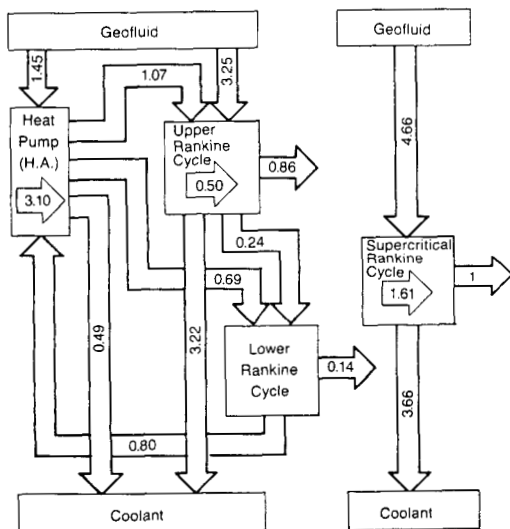 Geofluid
Geofluid
1.45
3.25
1.07
4.66
Heat
Pump
(H.A.)
3.10
Upper
Rankine
Cycle
0.50
0.86
0.24
0.69
Supercritical
Rankine
Cycle
1.61
1
0.49
3.22
Lower
Rankine
Cycle
0.14
3.66
0.80
Coolant
Coolant